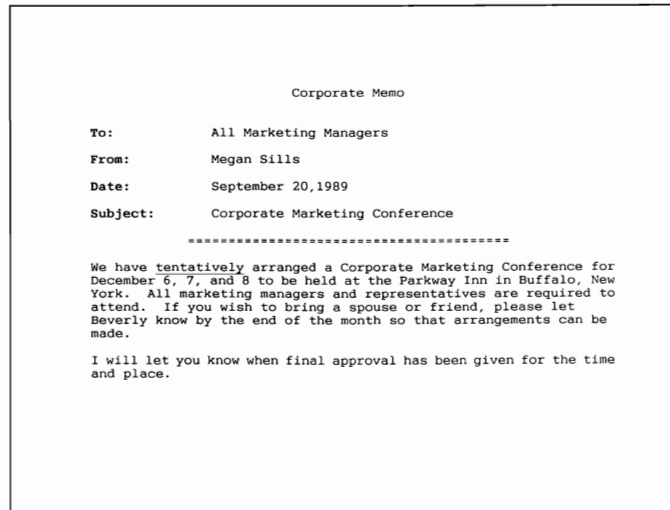 Corporate Memo
To: All Marketing Managers
From: Megan Sills
Date: September 20,1989
Subject: Corporate Marketing Conference
========================================
We have tentatively arranged a Corporate Marketing Conference for
December 6, 7, and 8 to be held at the Parkway Inn in Buffalo, New
York. All marketing managers and representatives are required to
attend. If you wish to bring a spouse or friend, please let
Beverly know by the end of the month so that arrangements can be
made.
I will let you know when final approval has been given for the time
and place.